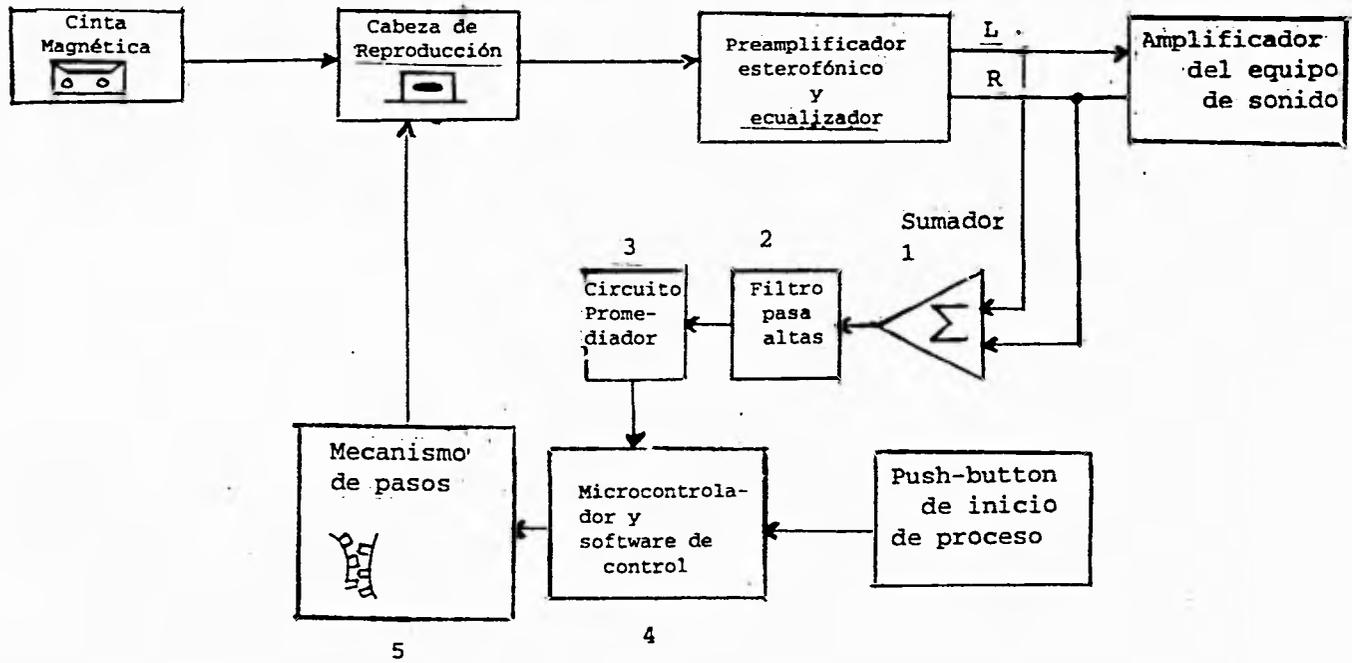 Cinta
Magnética
Cabeza de
Reproducción
Preamplificador
esterofónico
y
ecualizador
L
R
Amplificador
del equipo
de sonido
Sumador
1
2
3
Filtro
pasa
altas
Circuito
Prome-
diador
Σ
Mecanismo
de pasos
Microcontrola-
dor y
software de
control
Push-button
de inicio
de proceso
4
5